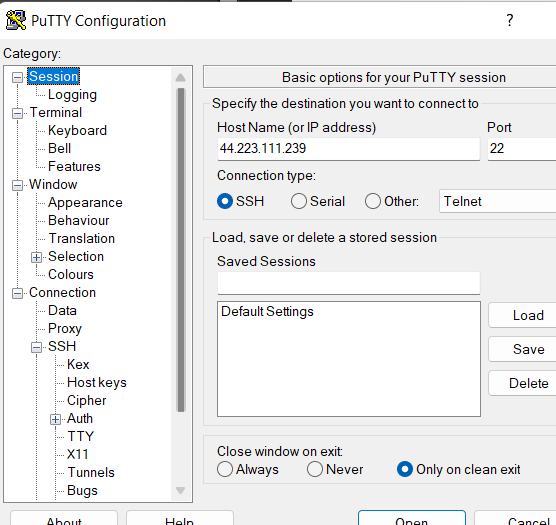 PuTTY Configuration
?
Category:
Session
Logging
Terminal
Keyboard
Bell
Features
Window
Appearance
Behaviour
Translation
Selection
Colours
Connection
Data
Proxy
SSH
Kex
Host keys
Cipher
Auth
TTY
X11
Tunnels
Bugs
Basic options for your PuTTY session
Specify the destination you want to connect to
Host Name (or IP address) Port
44.223.111.239 22
Connection type:
SSH Serial Other: Telnet
Load, save or delete a stored session
Saved Sessions
Default Settings
Load
Save
Delete
Close window on exit:
Always Never Only on clean exit
About Help Open Cancel